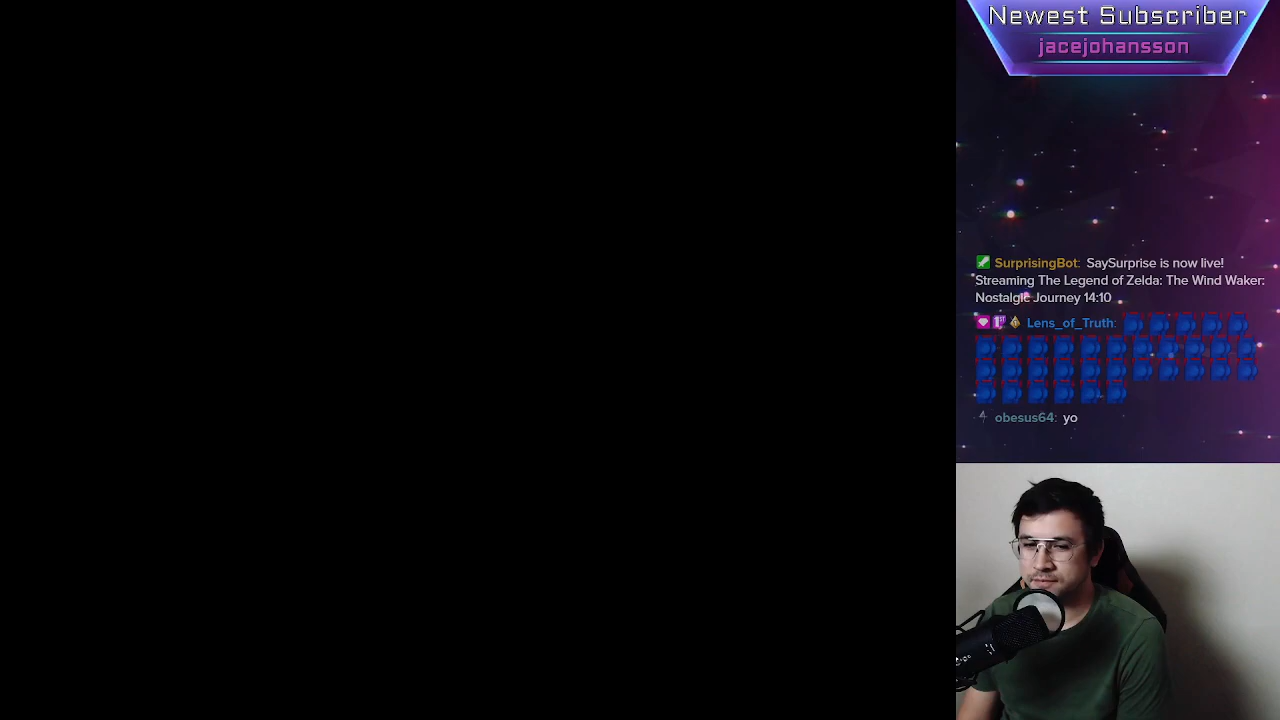 Newest Subscriber
jacejohansson
SurprisingBot: SaySurprise is now live!
Streaming The Legend of Zelda: The Wind Waker:
Nostalgic Journey 14:10
Lens_of_Truth:
obesus64: yo